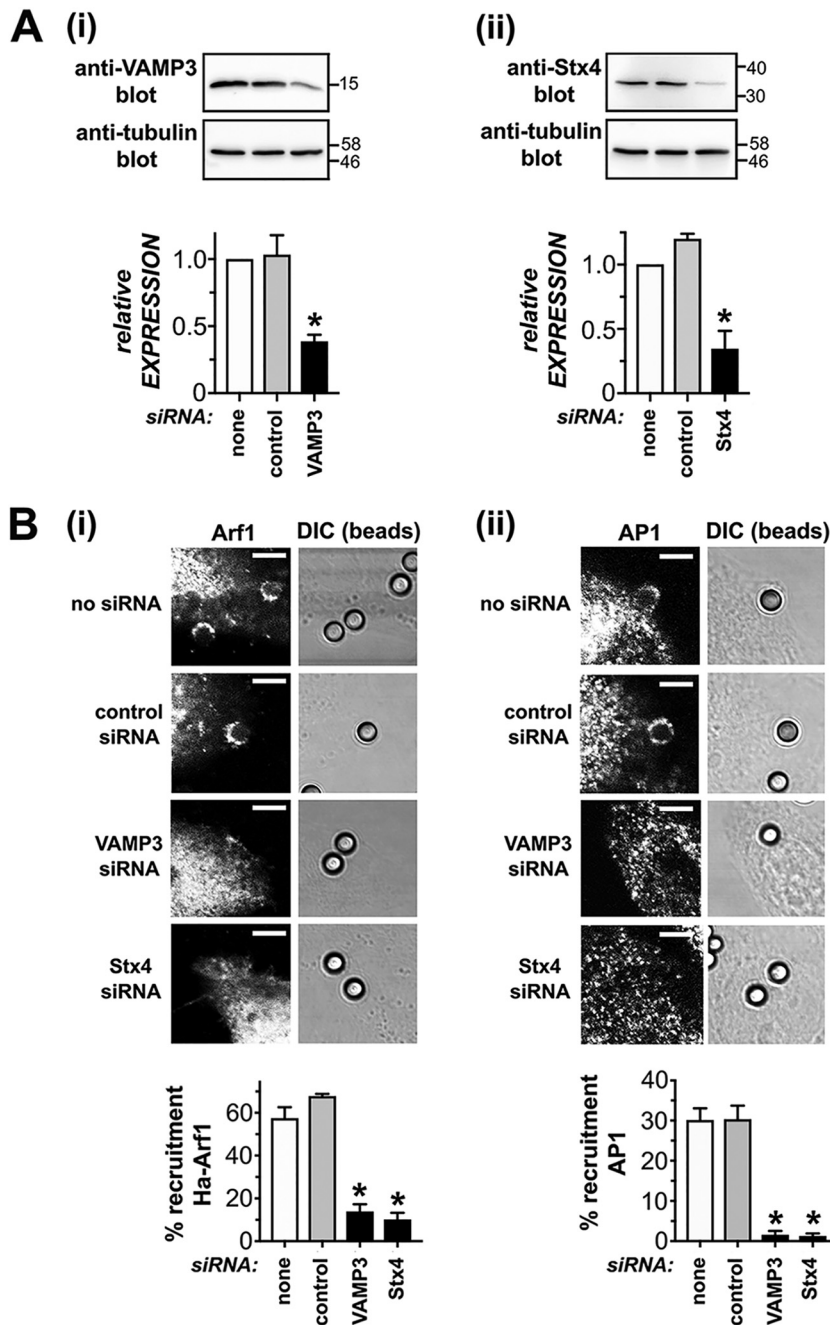 A (i)
anti-VAMP3
blot
15
anti-tubulin
blot
58
46
relative
EXPRESSION
1.0
0.5
0
*
siRNA:
none
control
VAMP3
(ii)
anti-Stx4
blot
40
30
anti-tubulin
blot
58
46
relative
EXPRESSION
1.0
0.5
0
*
siRNA:
none
control
Stx4
B (i)
Arf1 DIC (beads)
no siRNA
control
siRNA
VAMP3
siRNA
Stx4
siRNA
% recruitment
Ha-Arf1
60
40
20
0
* *
siRNA:
none
control
VAMP3
Stx4
(ii)
AP1 DIC (beads)
no siRNA
control
siRNA
VAMP3
siRNA
Stx4
siRNA
% recruitment
AP1
40
30
20
10
0
* *
siRNA:
none
control
VAMP3
Stx4